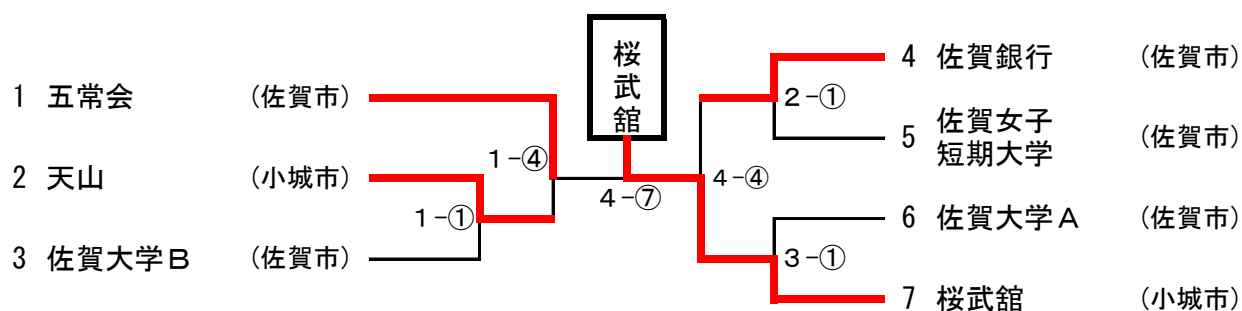 桜武舘
1 五常会 (佐賀市)
2 天山 (小城市)
3 佐賀大学B (佐賀市)
1-④
1-①
4-⑦
4 佐賀銀行 (佐賀市)
5 佐賀女子短期大学 (佐賀市)
6 佐賀大学A (佐賀市)
7 桜武舘 (小城市)
2-①
4-④
3-①